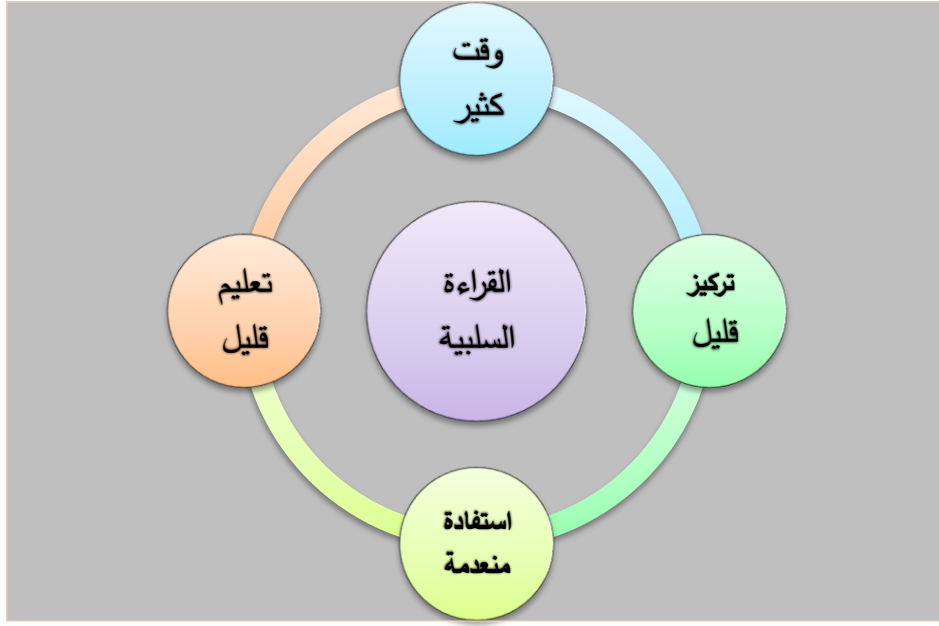 وقت
كثير
تركيز
قليل
القراءة
السلبية
تعليم
قليل
استفادة
منعدمة